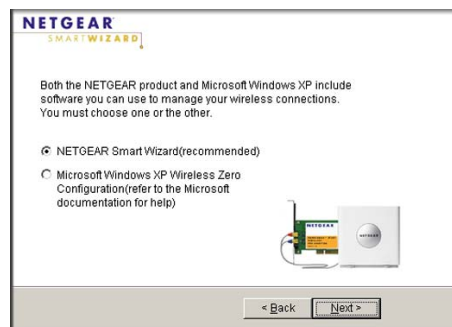 NETGEAR
SMARTWIZARD
Both the NETGEAR product and Microsoft Windows XP include
software you can use to manage your wireless connections.
You must choose one or the other.
NETGEAR Smart Wizard(recommended)
Microsoft Windows XP Wireless Zero
Configuration(refer to the Microsoft
documentation for help)
NETGEAR
NETGEAR
< Back
Next >